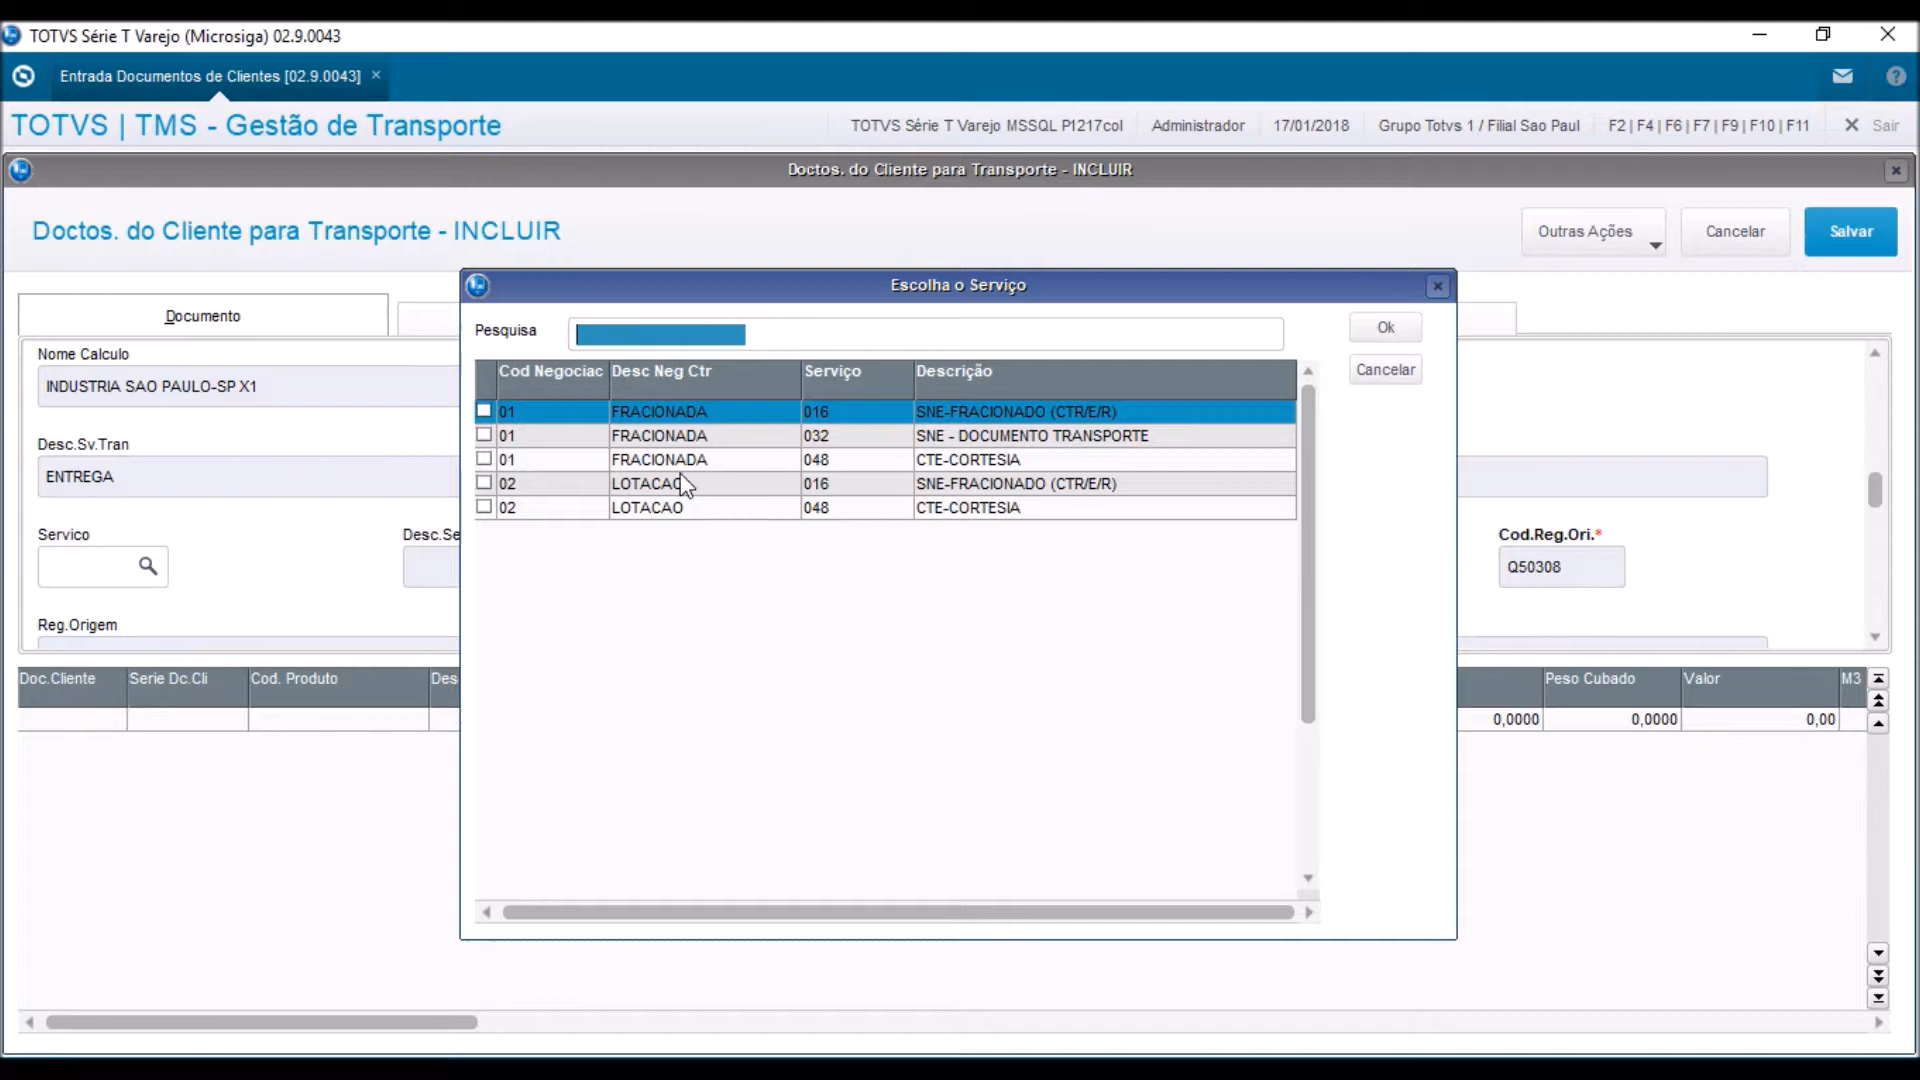 TOTVS Série T Varejo (Microsiga) 02.9.0043
Entrada Documentos de Clientes [02.9.0043]
TOTVS | TMS - Gestão de Transporte
TOTVS Série T Varejo MSSQL P1217col Administrador 17/01/2018 Grupo Totvs 1 / Filial Sao Paul F2 | F4 | F6 | F7 | F9 | F10 | F11 Sair
Doctos. do Cliente para Transporte - INCLUIR
Doctos. do Cliente para Transporte - INCLUIR
Outras Ações Cancelar Salvar
Escolha o Serviço
Pesquisa
Ok
Cancelar
Cod Negociac Desc Neg Ctr Serviço Descrição
01 FRACIONADA 016 SNE-FRACIONADO (CTR/E/R)
01 FRACIONADA 032 SNE - DOCUMENTO TRANSPORTE
01 FRACIONADA 048 CTE-CORTESIA
02 LOTACAO 016 SNE-FRACIONADO (CTR/E/R)
02 LOTACAO 048 CTE-CORTESIA
Documento
Nome Calculo
INDUSTRIA SAO PAULO-SP X1
Desc.Sv.Tran
ENTREGA
Servico Desc.Se Cod.Reg.Ori.*
Q50308
Reg.Origem
Doc.Cliente Serie Dc.Cli Cod. Produto Des Peso Cubado Valor M3
0,0000 0,0000 0,00